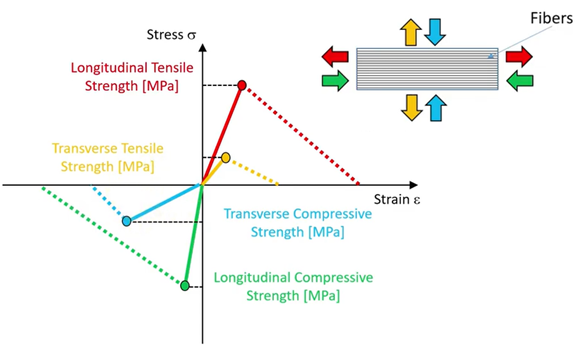 Fibers
Stress σ
Longitudinal Tensile
Strength [MPa]
Transverse Tensile
Strength [MPa]
Strain ε
Transverse Compressive
Strength [MPa]
Longitudinal Compressive
Strength [MPa]